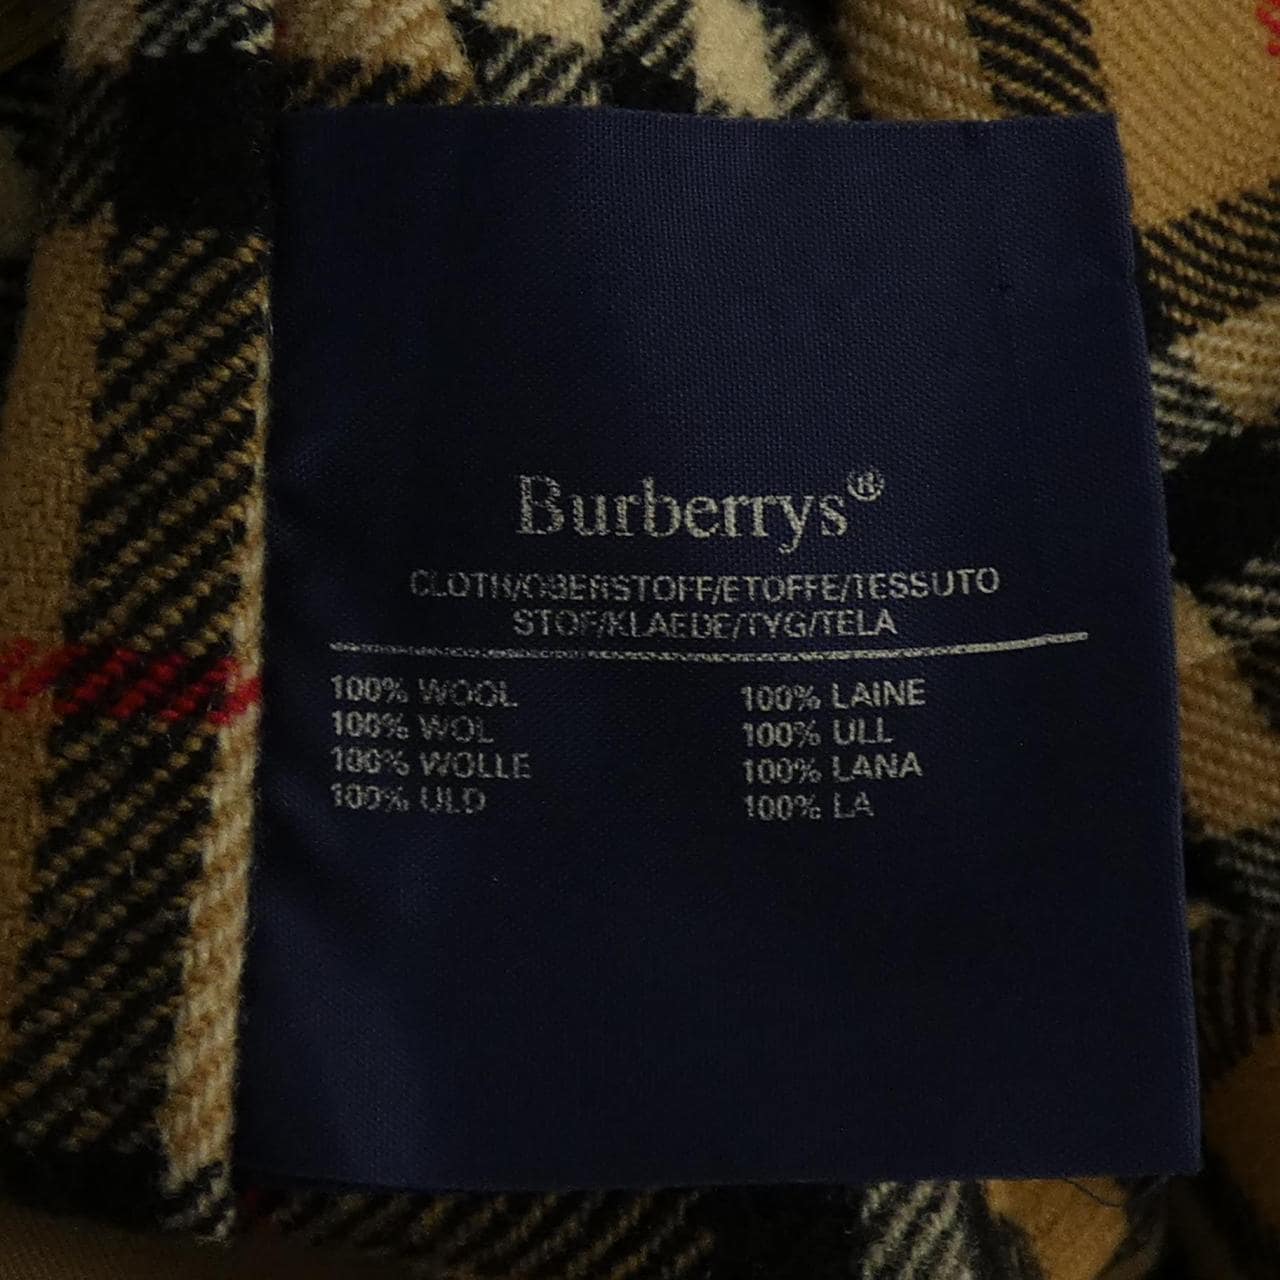 Burberrys®
CLOTH/OBERSTOFF/ETOFFE/TESSUTO
STOF/KLAEDE/TYG/TELA
100% WOOL
100% WOL
100% WOLLE
100% ULD
100% LAINE
100% ULL
100% LANA
100% LA